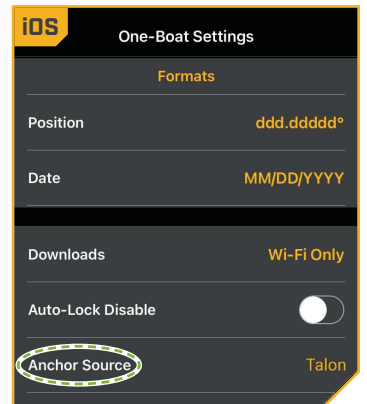 iOS
One-Boat Settings
Formats
Position ddd.ddddd°
Date MM/DD/YYYY
Downloads Wi-Fi Only
Auto-Lock Disable
Anchor Source Talon